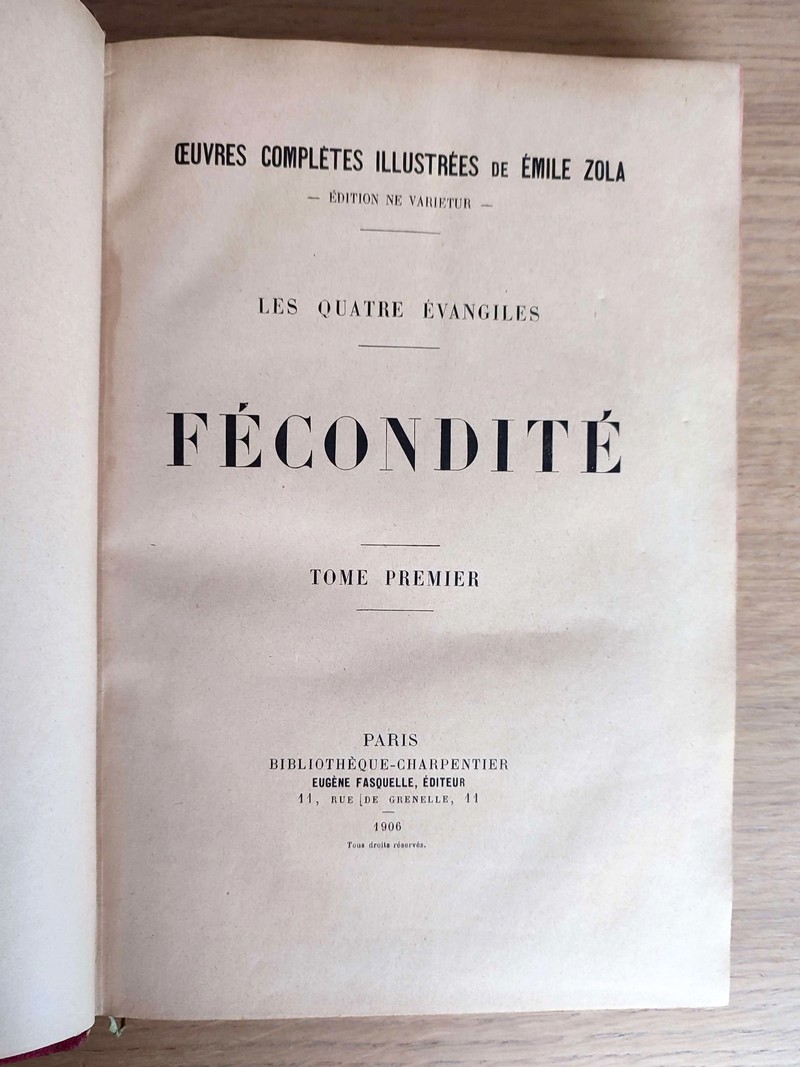 ŒUVRES COMPLÈTES ILLUSTRÉES DE ÉMILE ZOLA
— ÉDITION NE VARIETUR —
LES QUATRE ÉVANGILES
FÉCONDITÉ
TOME PREMIER
PARIS
BIBLIOTHÈQUE-CHARPENTIER
EUGÈNE FASQUELLE, ÉDITEUR
11, RUE [DE GRENELLE, 11
1906
Tous droits réservés.